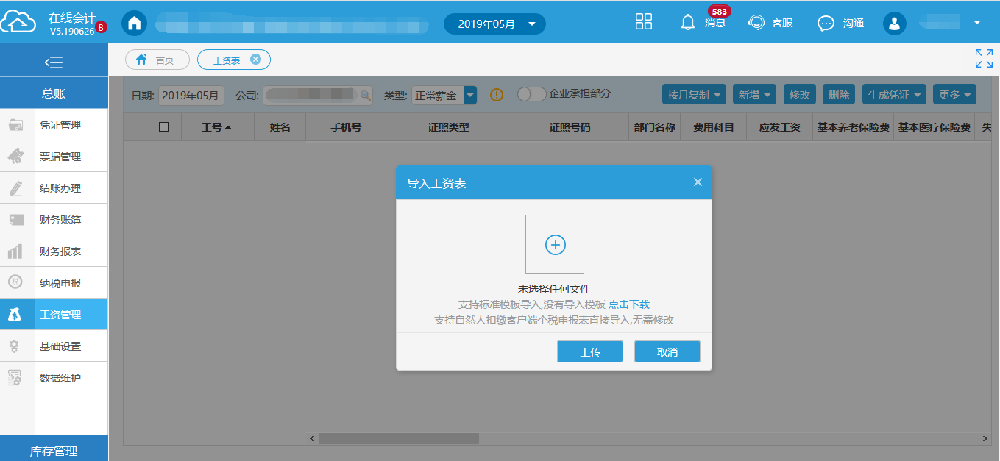 在线会计
V5.190626
8
2019年05月
583
消息
客服
沟通
首页
工资表
总账
凭证管理
票据管理
结账办理
财务账簿
财务报表
税
纳税申报
工资管理
基础设置
数据维护
库存管理
日期: 2019年05月 公司: 类型: 正常薪金 企业承担部分 按月复制 新增 修改 删除 生成凭证 更多
工号 姓名 手机号 证照类型 证照号码 部门名称 费用科目 应发工资 基本养老保险费 基本医疗保险费 失
导入工资表
未选择任何文件
支持标准模板导入,没有导入模板 点击下载
支持自然人扣缴客户端个税申报表直接导入,无需修改
上传 取消